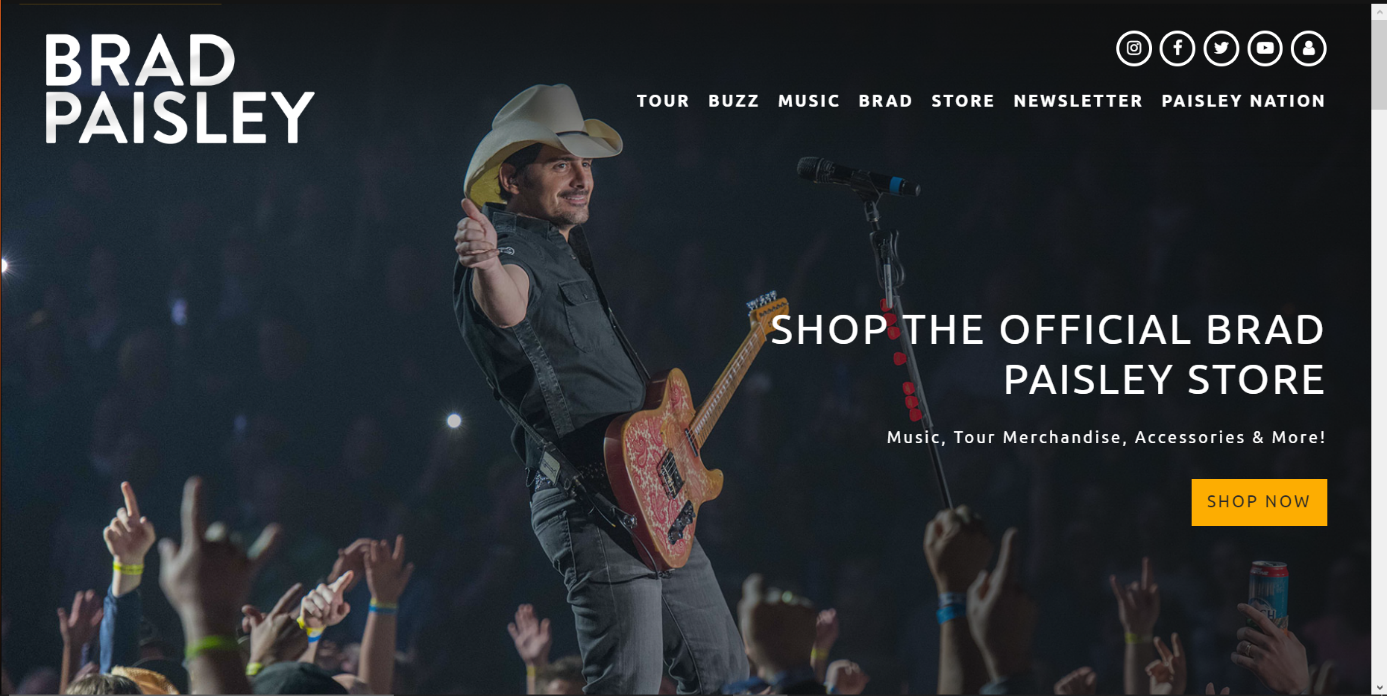 BRAD
PAISLEY
TOUR BUZZ MUSIC BRAD STORE NEWSLETTER PAISLEY NATION
SHOP THE OFFICIAL BRAD
PAISLEY STORE
Music, Tour Merchandise, Accessories & More!
SHOP NOW